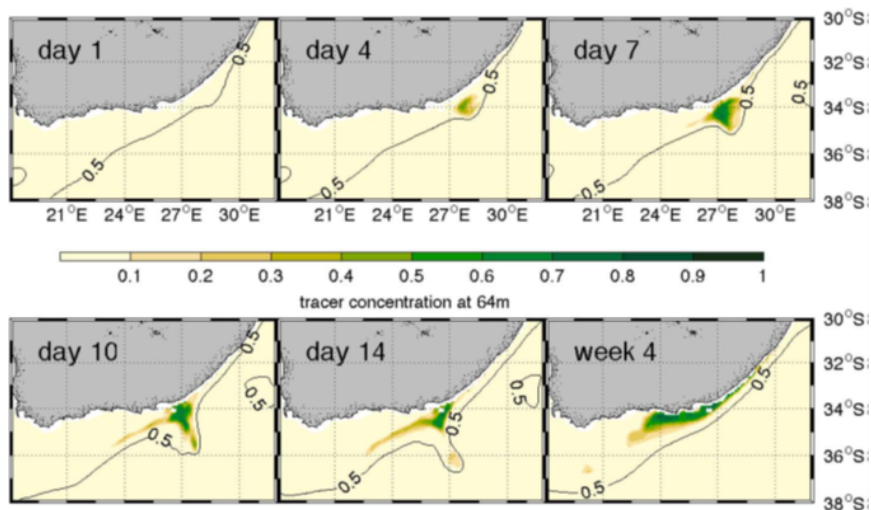 day 1 day 4 day 7 30°S
0.5 0.5 0.5 32°S
0.5 34°S
0.5 0.5 0.5 36°S
38°S
21°E 24°E 27°E 30°E 21°E 24°E 27°E 30°E 21°E 24°E 27°E 30°E
0.1 0.2 0.3 0.4 0.5 0.6 0.7 0.8 0.9 1
tracer concentration at 64m
day 10 day 14 week 4 30°S
0.5 0.5 32°S
0.5 0.5 0.5 34°S
0.5 36°S
0.5 0.5 38°S